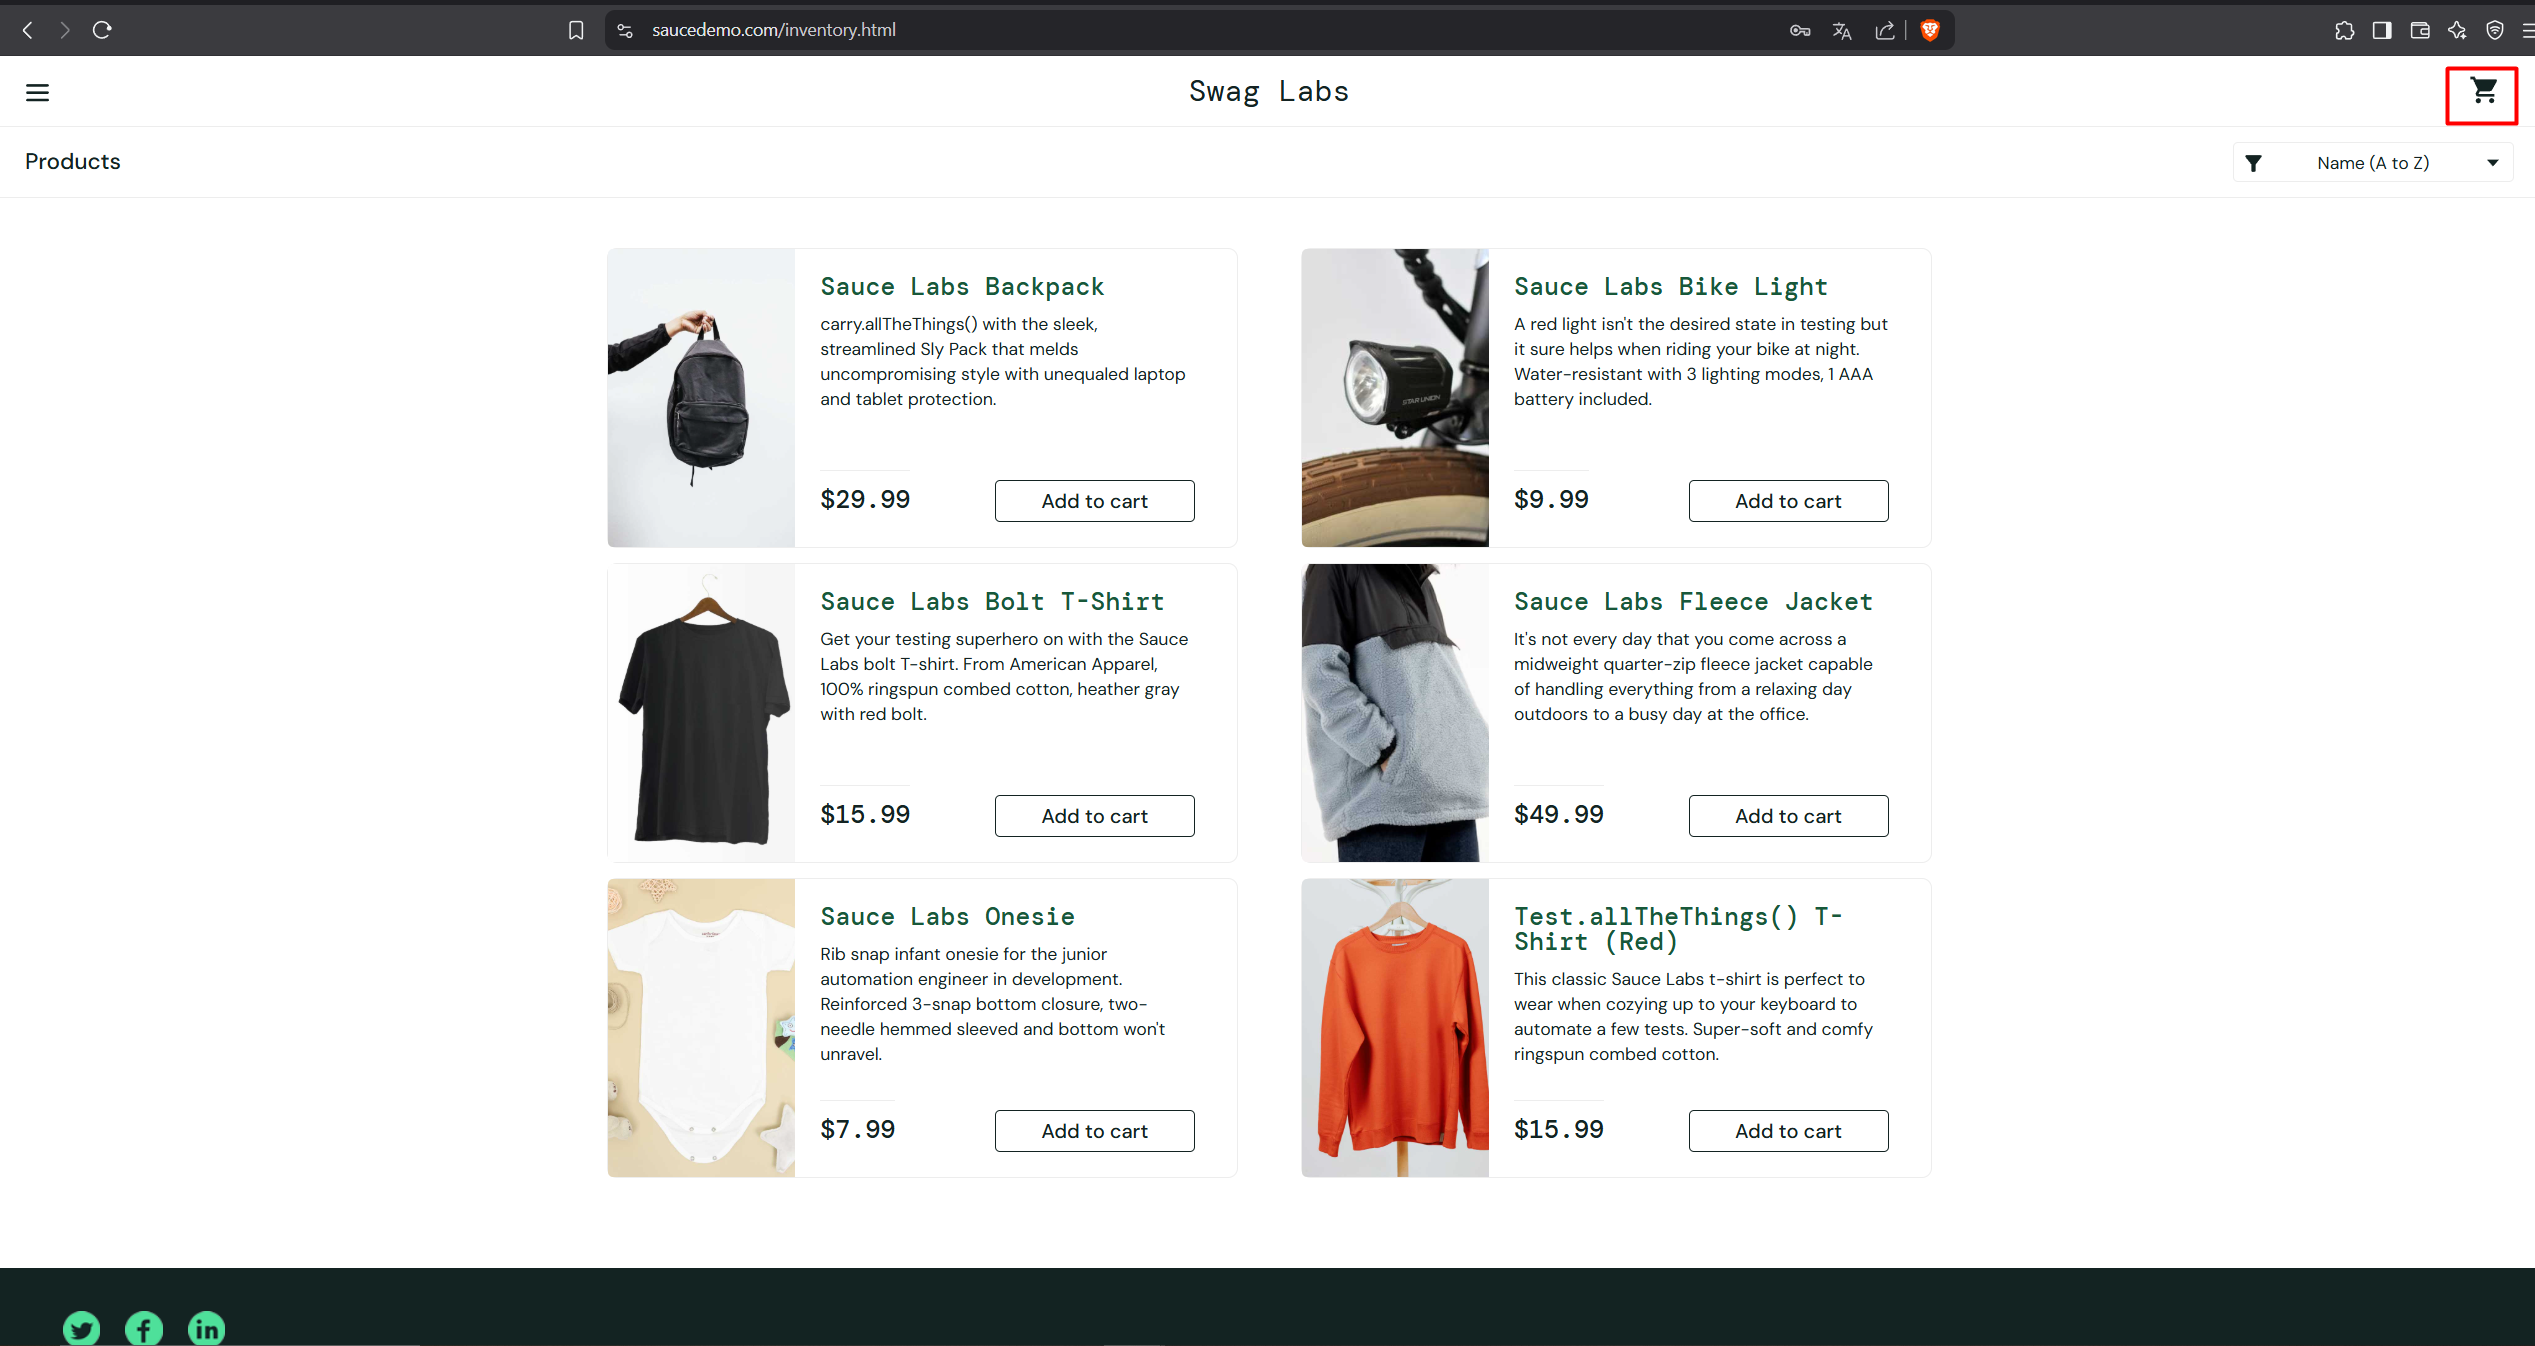 saucedemo.com/inventory.html
Swag Labs
Products
Name (A to Z)
Sauce Labs Backpack
carry.allTheThings() with the sleek,
streamlined Sly Pack that melds
uncompromising style with unequaled laptop
and tablet protection.
$29.99
Add to cart
Sauce Labs Bike Light
A red light isn't the desired state in testing but
it sure helps when riding your bike at night.
Water-resistant with 3 lighting modes, 1 AAA
battery included.
STAR UNION
$9.99
Add to cart
Sauce Labs Bolt T-Shirt
Get your testing superhero on with the Sauce
Labs bolt T-shirt. From American Apparel,
100% ringspun combed cotton, heather gray
with red bolt.
$15.99
Add to cart
Sauce Labs Fleece Jacket
It's not every day that you come across a
midweight quarter-zip fleece jacket capable
of handling everything from a relaxing day
outdoors to a busy day at the office.
$49.99
Add to cart
Sauce Labs Onesie
Rib snap infant onesie for the junior
automation engineer in development.
Reinforced 3-snap bottom closure, two-
needle hemmed sleeved and bottom won't
unravel.
$7.99
Add to cart
Test.allTheThings() T-
Shirt (Red)
This classic Sauce Labs t-shirt is perfect to
wear when cozying up to your keyboard to
automate a few tests. Super-soft and comfy
ringspun combed cotton.
$15.99
Add to cart